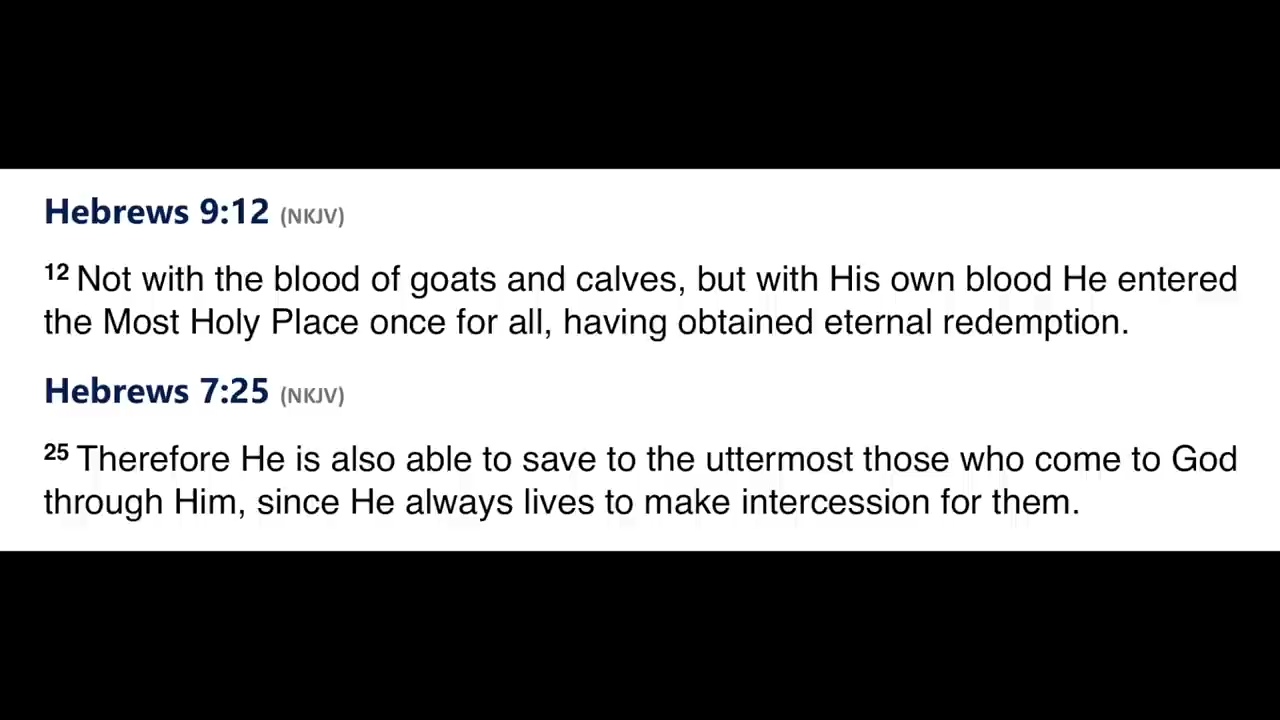 Hebrews 9:12 (NKJV)
12 Not with the blood of goats and calves, but with His own blood He entered
the Most Holy Place once for all, having obtained eternal redemption.
Hebrews 7:25 (NKJV)
25 Therefore He is also able to save to the uttermost those who come to God
through Him, since He always lives to make intercession for them.